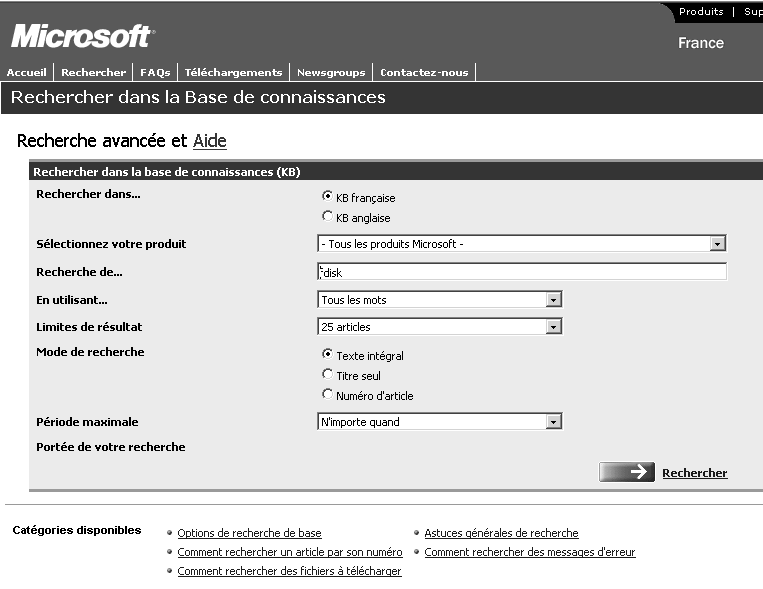 Produits | Sup
Microsoft
France
Accueil | Rechercher | FAQs | Téléchargements | Newsgroups | Contactez-nous |
Rechercher dans la Base de connaissances
Recherche avancée et Aide
Rechercher dans la base de connaissances (KB)
Rechercher dans... KB française
KB anglaise
Sélectionnez votre produit - Tous les produits Microsoft -
Recherche de... disk
En utilisant... Tous les mots
Limites de résultat 25 articles
Mode de recherche Texte intégral
Titre seul
Numéro d'article
Période maximale N'importe quand
Portée de votre recherche
Rechercher
Catégories disponibles
Options de recherche de base Astuces générales de recherche
Comment rechercher un article par son numéro Comment rechercher des messages d'erreur
Comment rechercher des fichiers à télécharger